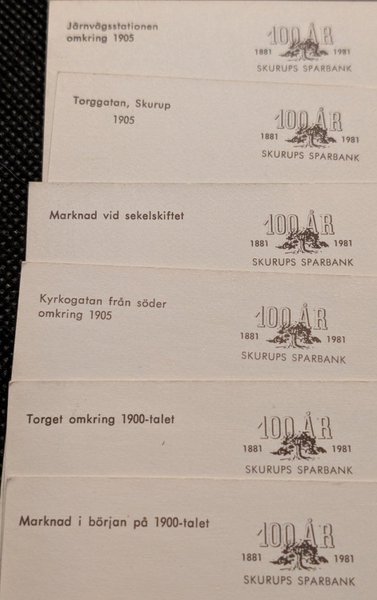 Järnvägsstationen
omkring 1905
100 ÅR
1881 1981
SKURUPS SPARBANK
Torggatan, Skurup
1905
100 ÅR
1881 1981
SKURUPS SPARBANK
Marknad vid sekelskiftet
100 ÅR
1881 1981
SKURUPS SPARBANK
Kyrkogatan från söder
omkring 1905
100 ÅR
1881 1981
SKURUPS SPARBANK
Torget omkring 1900-talet
100 ÅR
1881 1981
SKURUPS SPARBANK
Marknad i början på 1900-talet
100 ÅR
1881 1981
SKURUPS SPARBANK